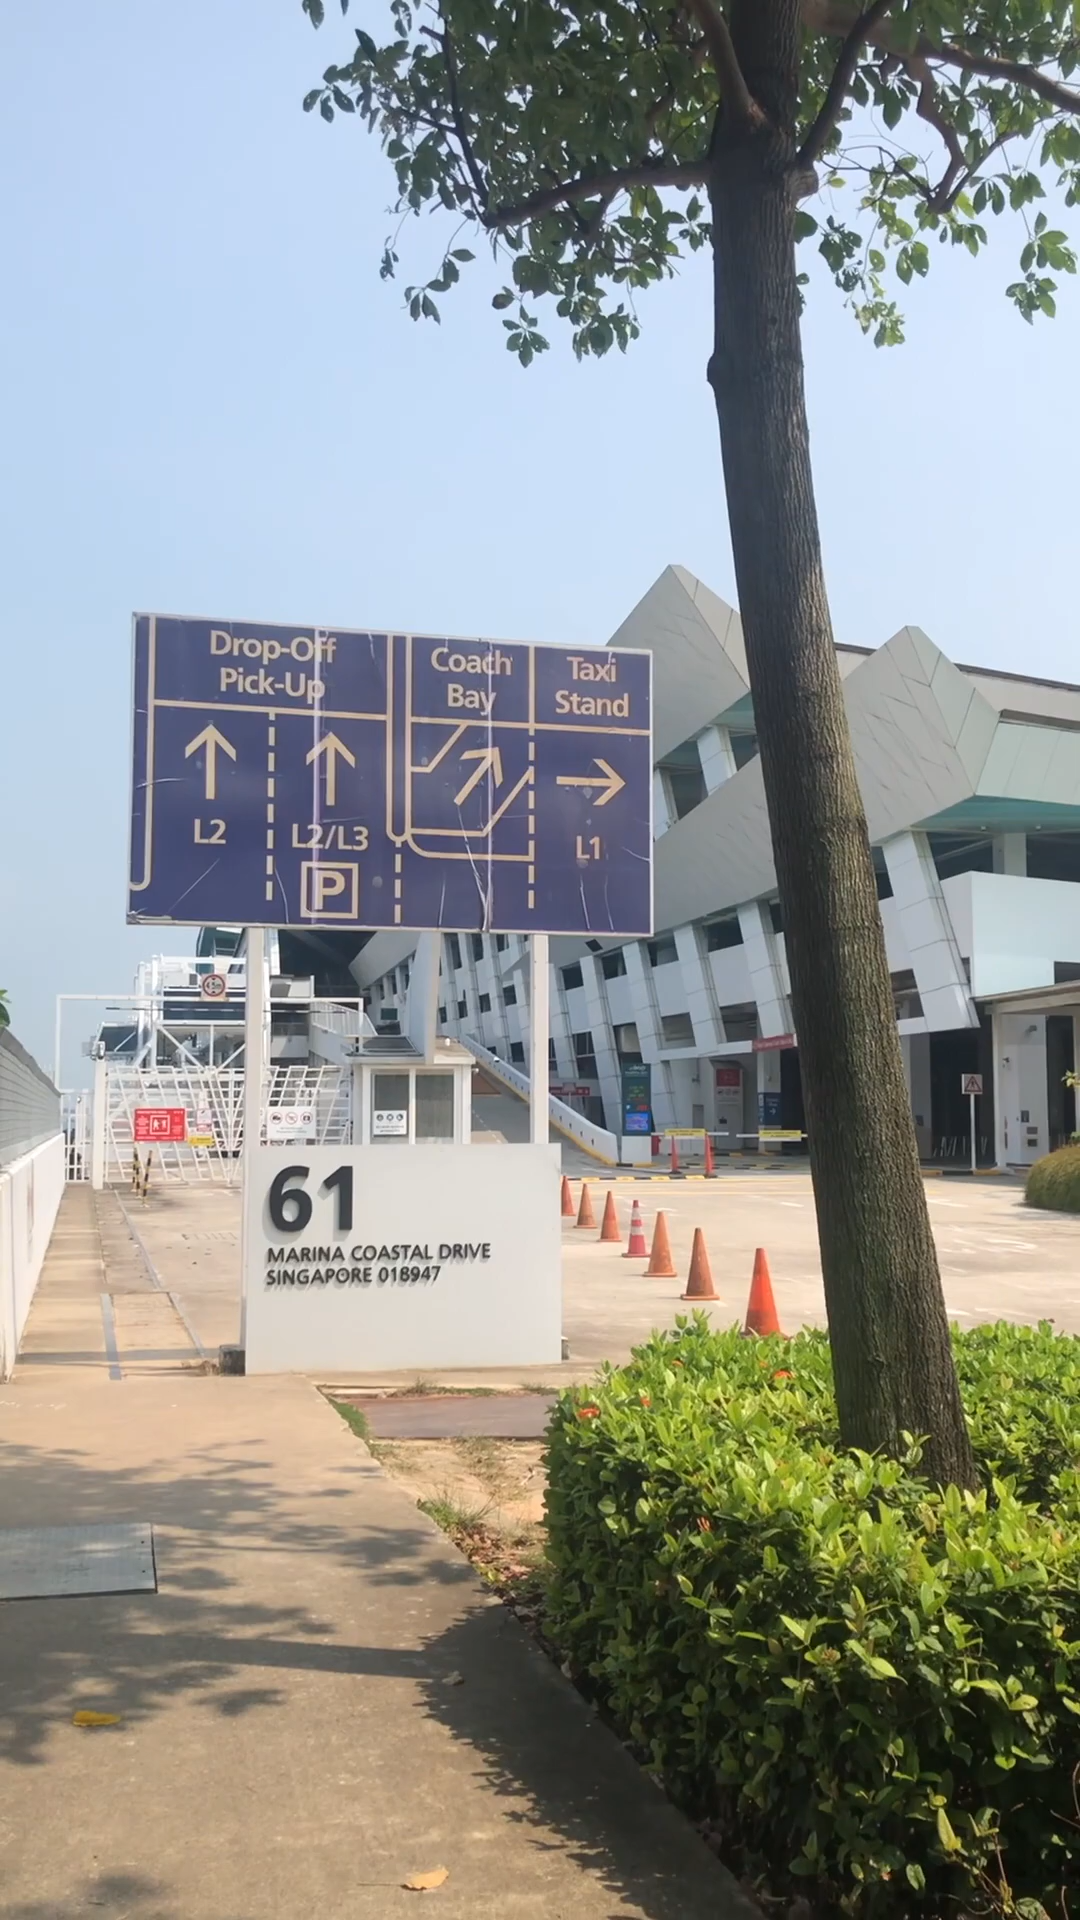 Drop-Off
Pick-Up
Coach
Bay
Taxi
Stand
L2
L2/L3
P
L1
61
MARINA COASTAL DRIVE
SINGAPORE 018947